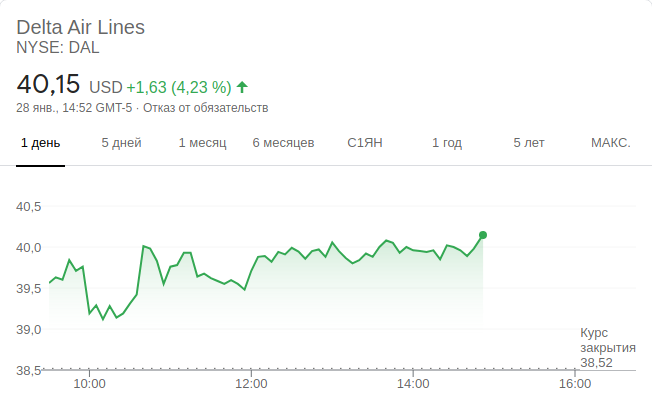 Delta Air Lines
NYSE: DAL
40,15 USD +1,63 (4,23 %)
28 янв., 14:52 GMT-5 · Отказ от обязательств
1 день 5 дней 1 месяц 6 месяцев С1ЯН 1 год 5 лет МАКС.
40,5
40,0
39,5
39,0
Курс
закрытия
38,52
38,5
10:00 12:00 14:00 16:00